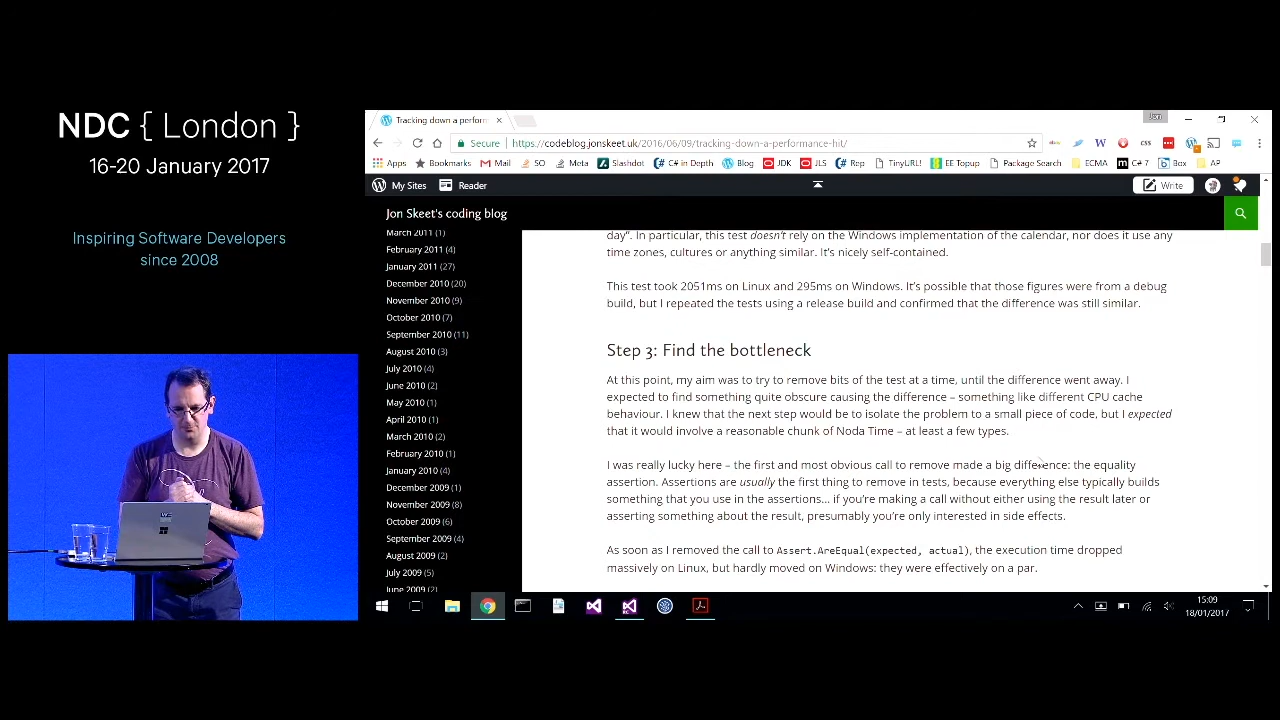 NDC { London }
16-20 January 2017
Inspiring Software Developers
since 2008
Tracking down a perform
Jon
Secure
https://codeblog.jonskeet.uk/2016/06/09/tracking-down-a-performance-hit/
Apps Bookmarks Mail SO Meta Slashdot C# in Depth Blog JDK JLS C# Rep TinyURL! EE Topup Package Search ECMA C# 7 Box AP
My Sites Reader Write
Jon Skeet's coding blog
March 2011 (1)
February 2011 (4)
January 2011 (27)
December 2010 (20)
November 2010 (9)
October 2010 (7)
September 2010 (11)
August 2010 (3)
July 2010 (4)
June 2010 (2)
May 2010 (1)
April 2010 (1)
March 2010 (2)
February 2010 (1)
January 2010 (4)
December 2009 (1)
November 2009 (8)
October 2009 (6)
September 2009 (4)
August 2009 (2)
July 2009 (5)
June 2009 (2)
day". In particular, this test doesn't rely on the Windows implementation of the calendar, nor does it use any
time zones, cultures or anything similar. It's nicely self-contained.
This test took 2051ms on Linux and 295ms on Windows. It's possible that those figures were from a debug
build, but I repeated the tests using a release build and confirmed that the difference was still similar.
Step 3: Find the bottleneck
At this point, my aim was to try to remove bits of the test at a time, until the difference went away. I
expected to find something quite obscure causing the difference – something like different CPU cache
behaviour. I knew that the next step would be to isolate the problem to a small piece of code, but I expected
that it would involve a reasonable chunk of Noda Time – at least a few types.
I was really lucky here – the first and most obvious call to remove made a big difference: the equality
assertion. Assertions are usually the first thing to remove in tests, because everything else typically builds
something that you use in the assertions... if you're making a call without either using the result later or
asserting something about the result, presumably you're only interested in side effects.
As soon as I removed the call to Assert.AreEqual(expected, actual), the execution time dropped
massively on Linux, but hardly moved on Windows: they were effectively on a par.
15:09
18/01/2017